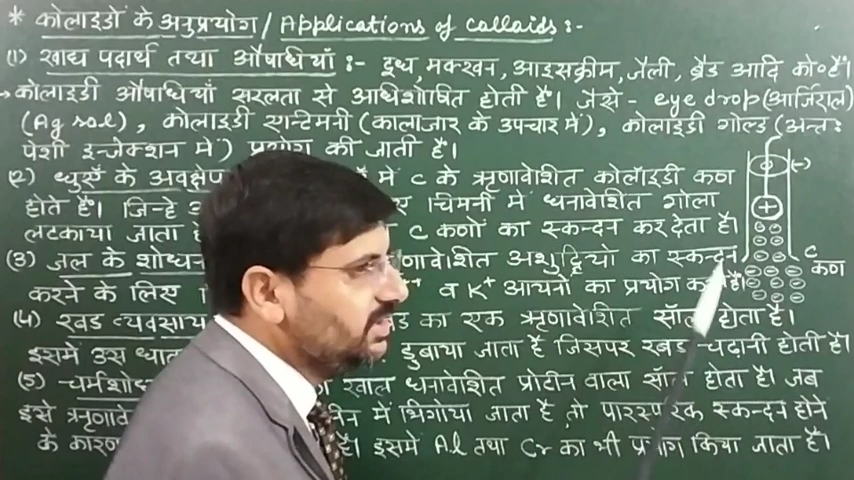 * कोलाइडो के अनुप्रयोग / Applications of Colloids :-
(1) खाद्य पदार्थ तथा औषधियाँ :- दूध, मक्खन, आइसक्रीम, जैली, ब्रैड आदि को० हैं।
→ कोलाइडी औषधियाँ सरलता से अधिशोषित होती हैं। जैसे- eye drop (आर्जिराल)
(Ag sol), कोलाइडी एन्टिमनी (कालाजार के उपचार में), कोलाइडी गोल्ड (अन्तः
पेशी इन्जेक्शन में) प्रयोग की जाती हैं।
(2) धुएँ के अवक्षेप में C के ऋणावेशित कोलॉइडी कण
होते हैं। जिन्हे चिमनी में धनावेशित गोला
लटकाया जाता C कणों का स्कन्दन कर देता है।
(3) जल के शोधन णावेशित अशुद्धियो का स्कन्दन
करने के लिए व K⁺ आयनों का प्रयोग है।
(4) रबड व्यवसाय का एक ऋणावेशित सॉल होता है।
इसमें उस धात डुबाया जाता है जिसपर रबड चढ़ानी होती है।
(5) चर्मशोध खाल धनावेशित प्रोटीन वाला सॉल होता है। जब
इसे ऋणावे में भिगोया जाता है, तो पारस्परिक स्कन्दन होने
के कारण है। इसमे Al तथा Cr का भी प्रयोग किया जाता है।
(-)
+
C
कण